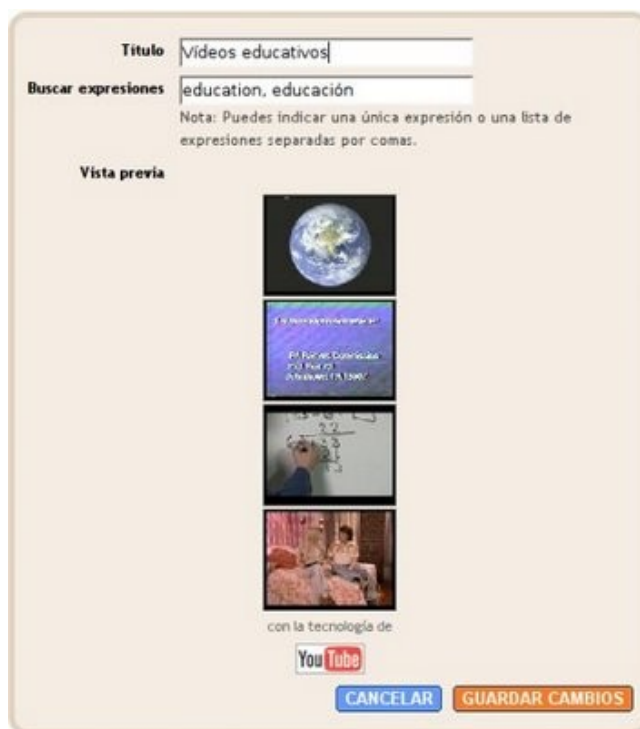 Título
Vídeos educativos
Buscar expresiones
education, educación
Nota: Puedes indicar una única expresión o una lista de
expresiones separadas por comas.
Vista previa
22
con la tecnología de
YouTube
CANCELAR
GUARDAR CAMBIOS